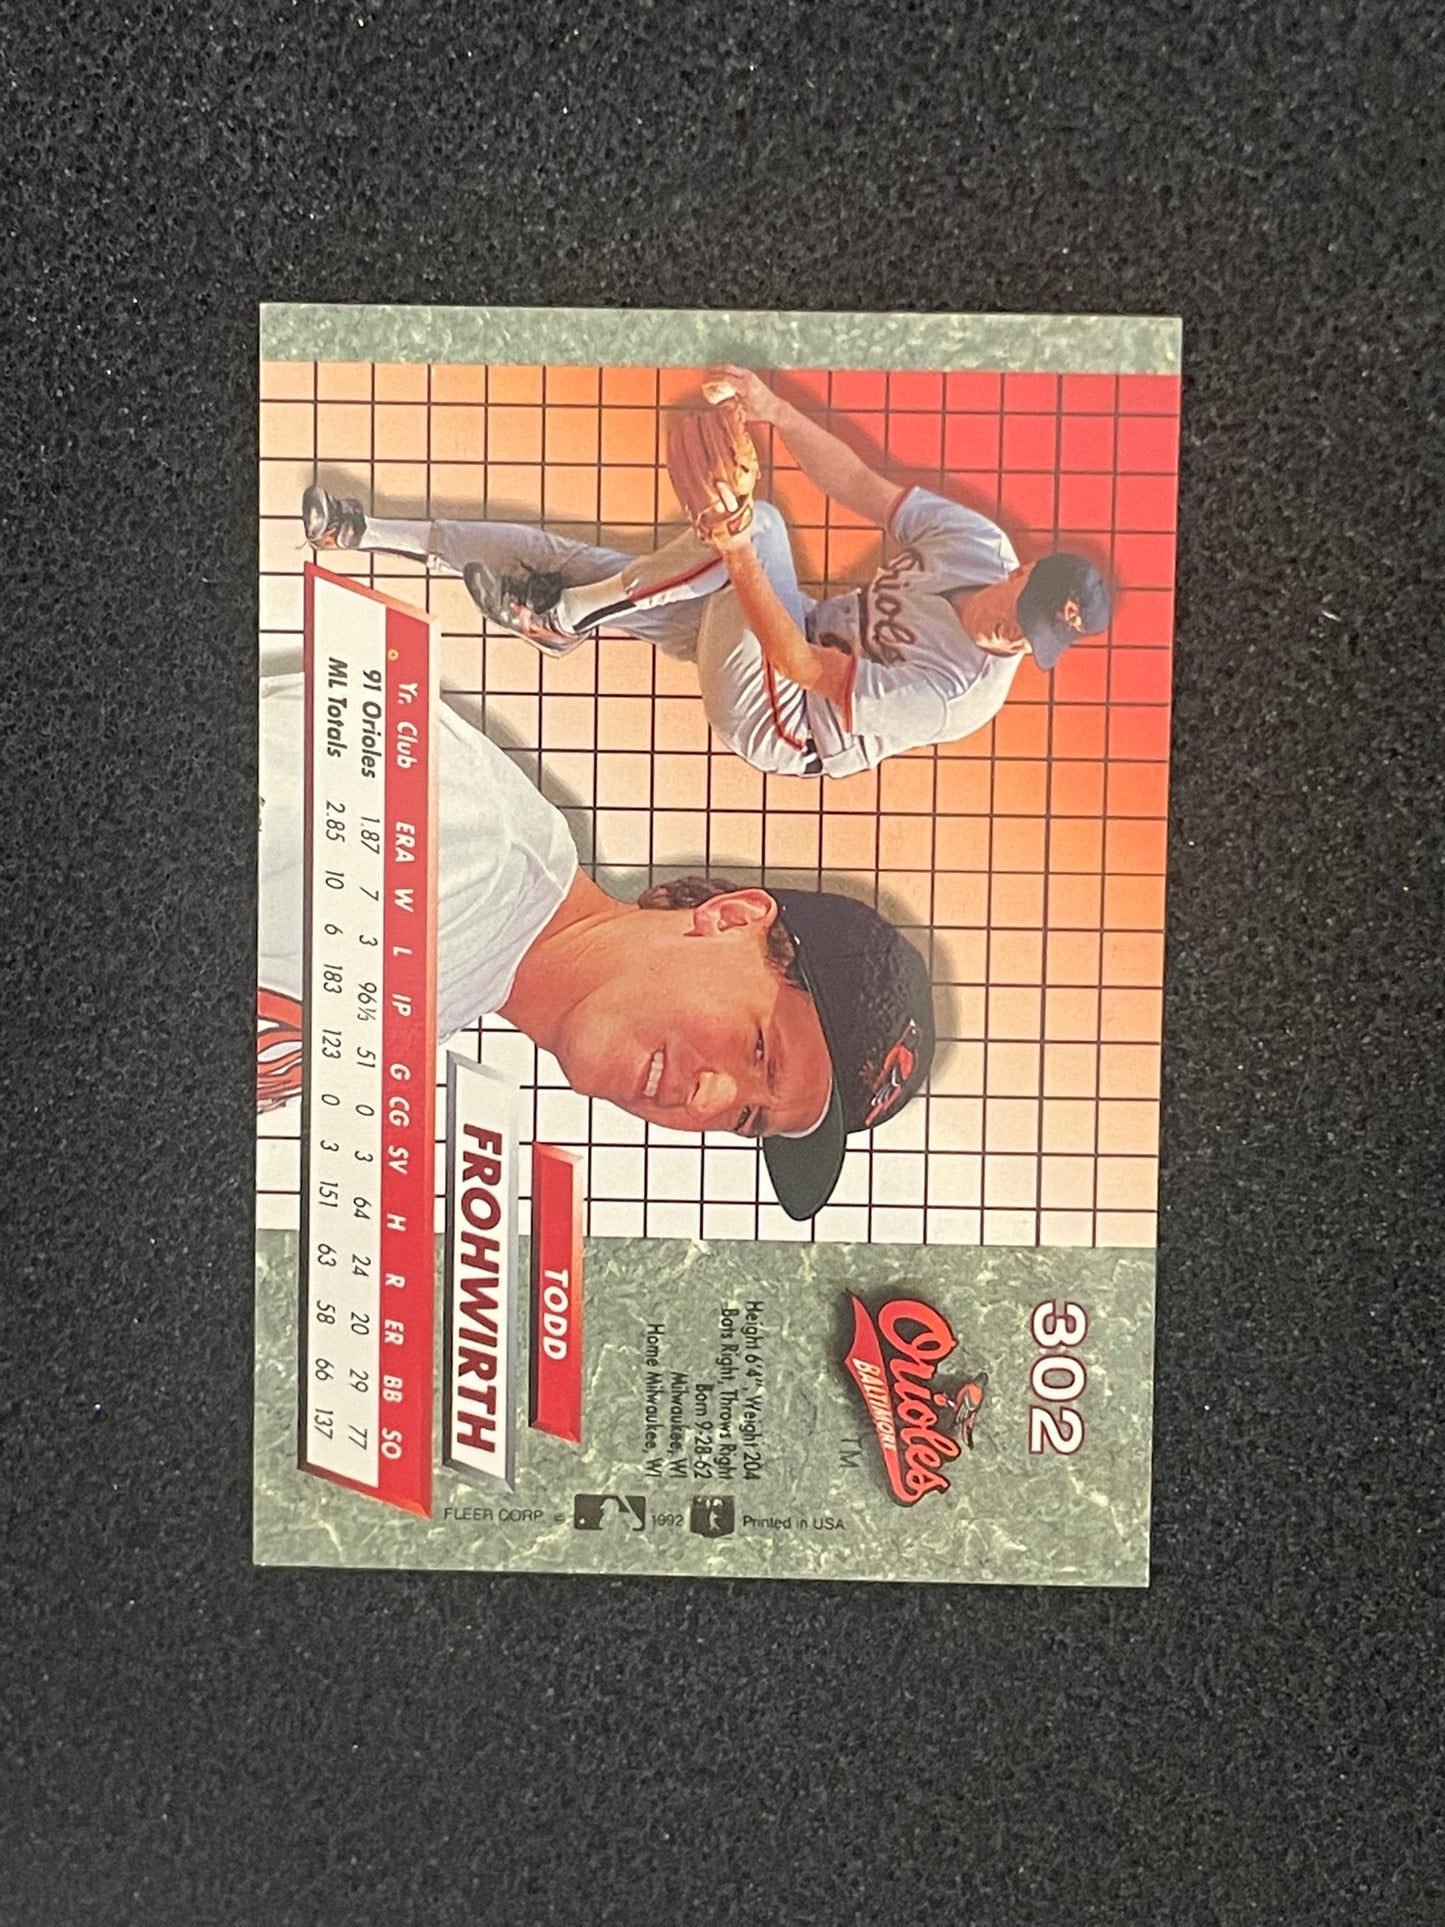 302
Orioles
BALTIMORE
TM
Orioles
Height 6'4", Weight 204
Bats Right, Throws Right
Born 9-28-62
Milwaukee, WI
Home Milwaukee, WI
TODD
FROHWIRTH
Yr. Club ERA W L IP G CG SV H R ER BB SO
91 Orioles 1.87 7 3 96⅓ 51 0 3 64 24 20 29 77
ML Totals 2.85 10 6 183 123 0 3 151 63 58 66 137
FLEER CORP. © 1992 Printed in USA